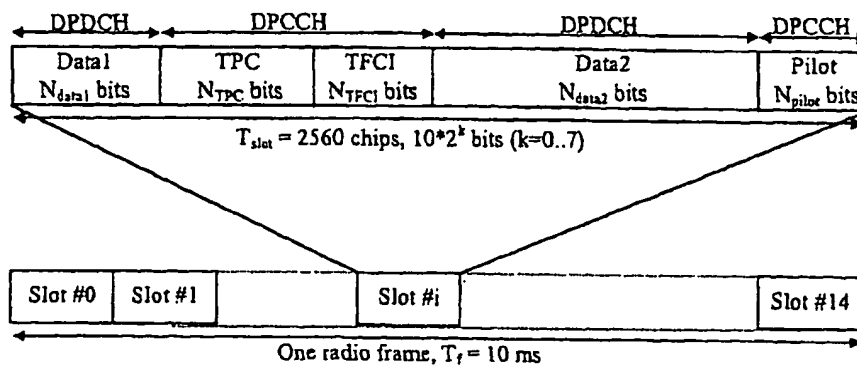 DPDCH DPCCH DPDCH DPCCH
Data1 TPC TFCI Data2 Pilot
N_data1 bits N_TPC bits N_TFCI bits N_data2 bits N_pilot bits
T_slot = 2560 chips, 10*2^k bits (k=0..7)
Slot #0 Slot #1 Slot #i Slot #14
One radio frame, T_f = 10 ms